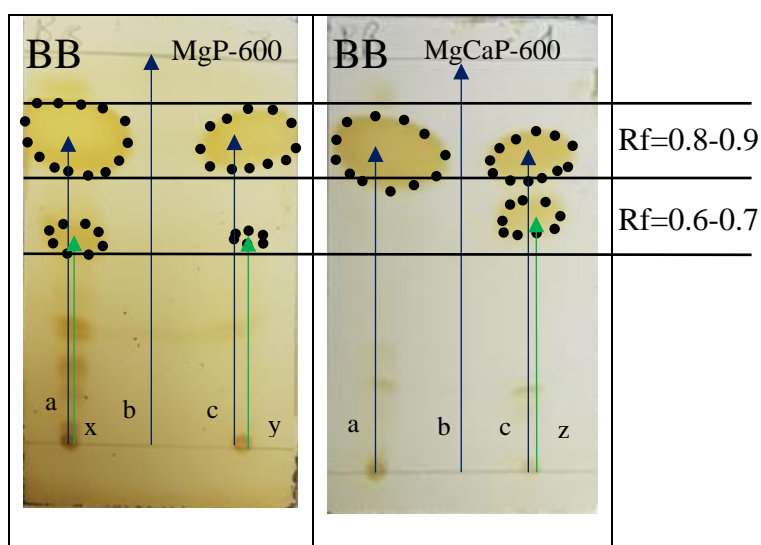 BB MgP-600
BB MgCaP-600
Rf=0.8-0.9
Rf=0.6-0.7
a x b c y
a b c z